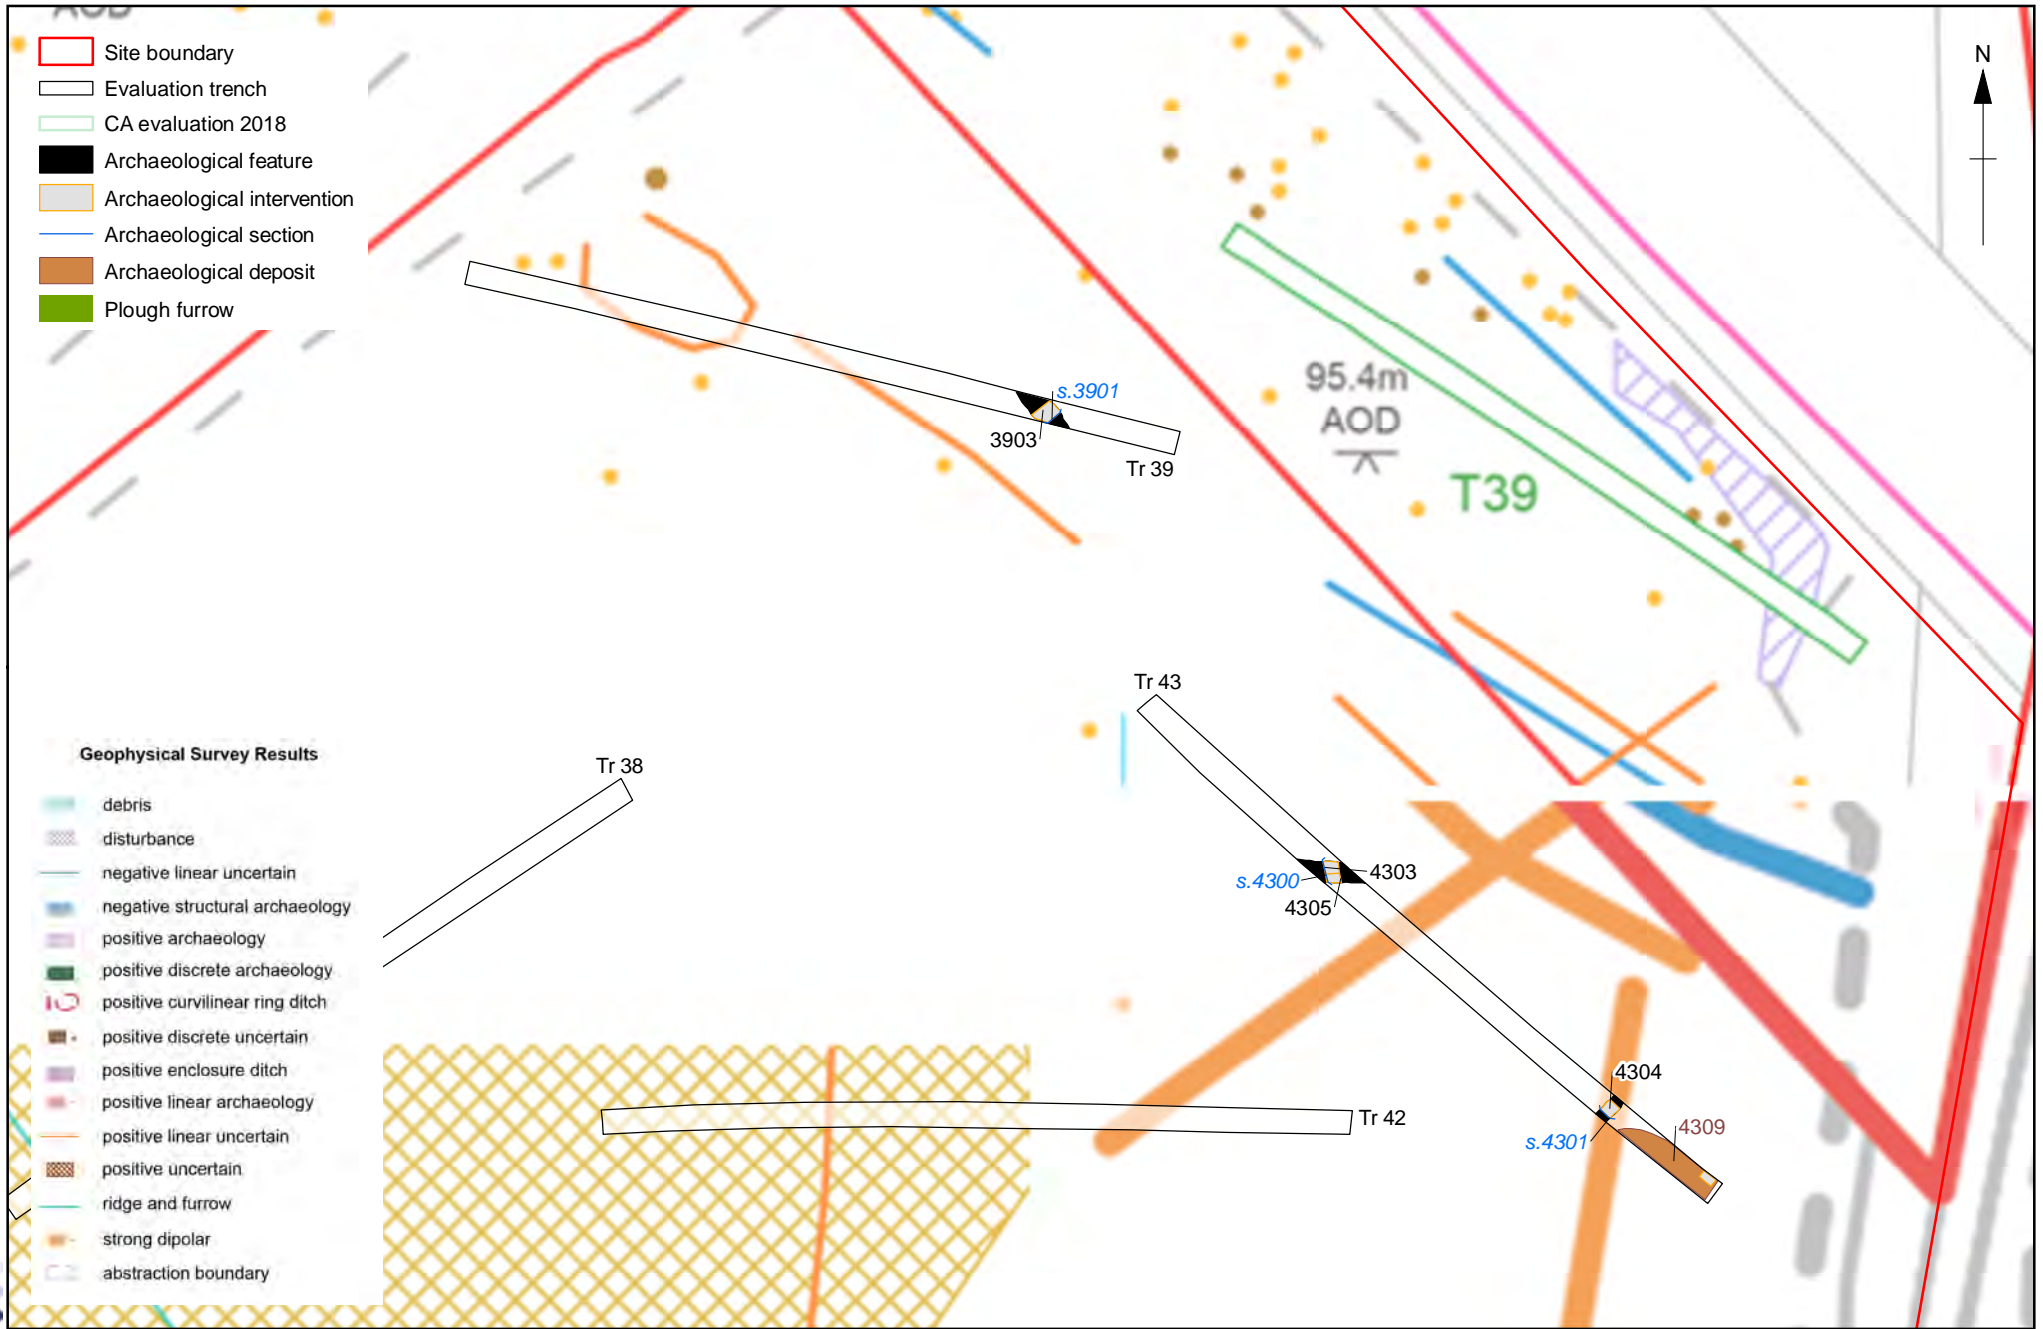 AOD
Site boundary
Evaluation trench
CA evaluation 2018
Archaeological feature
Archaeological intervention
Archaeological section
Archaeological deposit
Plough furrow
N
s.3901
3903
Tr 39
95.4m
AOD
T39
Tr 43
Tr 38
4303
s.4300
4305
4304
4309
s.4301
Tr 42
Geophysical Survey Results
debris
disturbance
negative linear uncertain
negative structural archaeology
positive archaeology
positive discrete archaeology
positive curvilinear ring ditch
positive discrete uncertain
positive enclosure ditch
positive linear archaeology
positive linear uncertain
positive uncertain
ridge and furrow
strong dipolar
abstraction boundary